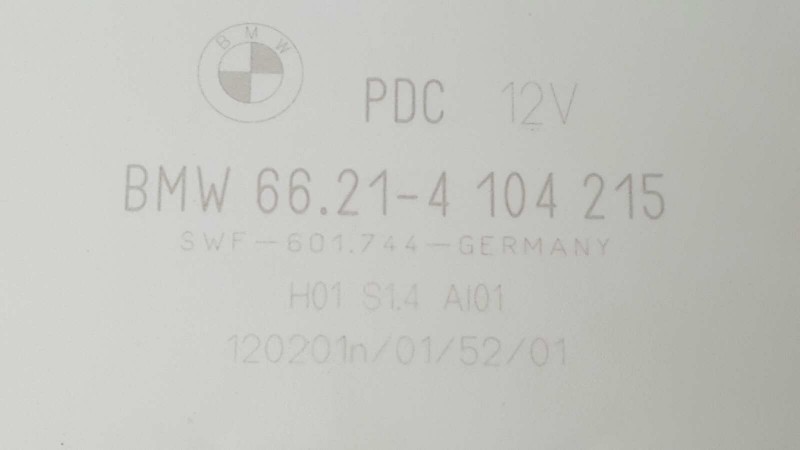 BMW
PDC 12V
BMW 66.21-4 104 215
SWF-601.744-GERMANY
H01 S1.4 AI01
120201n/01/52/01